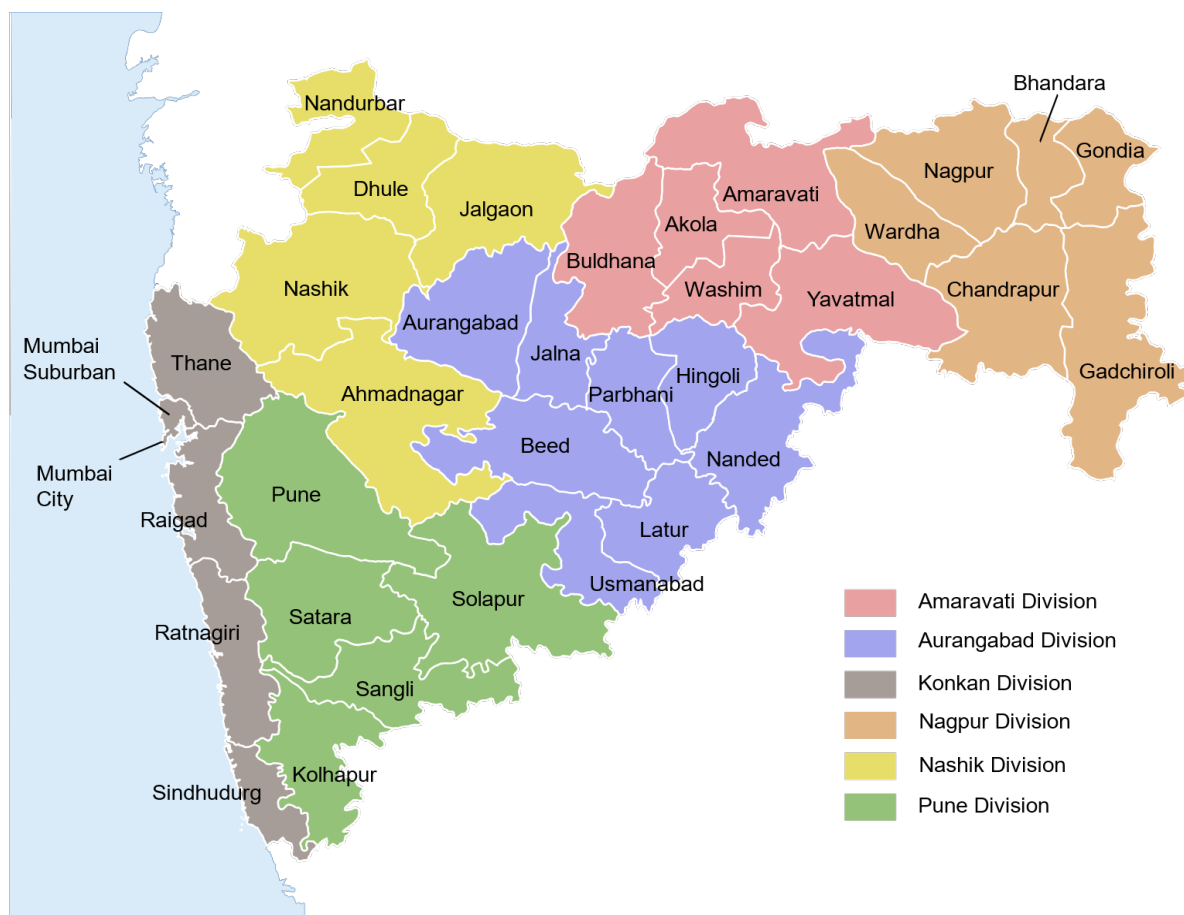 Nandurbar
Bhandara
Gondia
Nagpur
Dhule
Amaravati
Jalgaon
Akola
Wardha
Buldhana
Nashik
Washim
Chandrapur
Yavatmal
Aurangabad
Mumbai
Suburban
Thane
Jalna
Hingoli
Gadchiroli
Ahmadnagar
Parbhani
Beed
Nanded
Mumbai
City
Pune
Raigad
Latur
Usmanabad
Solapur
Satara
Ratnagiri
Sangli
Kolhapur
Sindhudurg
Amaravati Division
Aurangabad Division
Konkan Division
Nagpur Division
Nashik Division
Pune Division